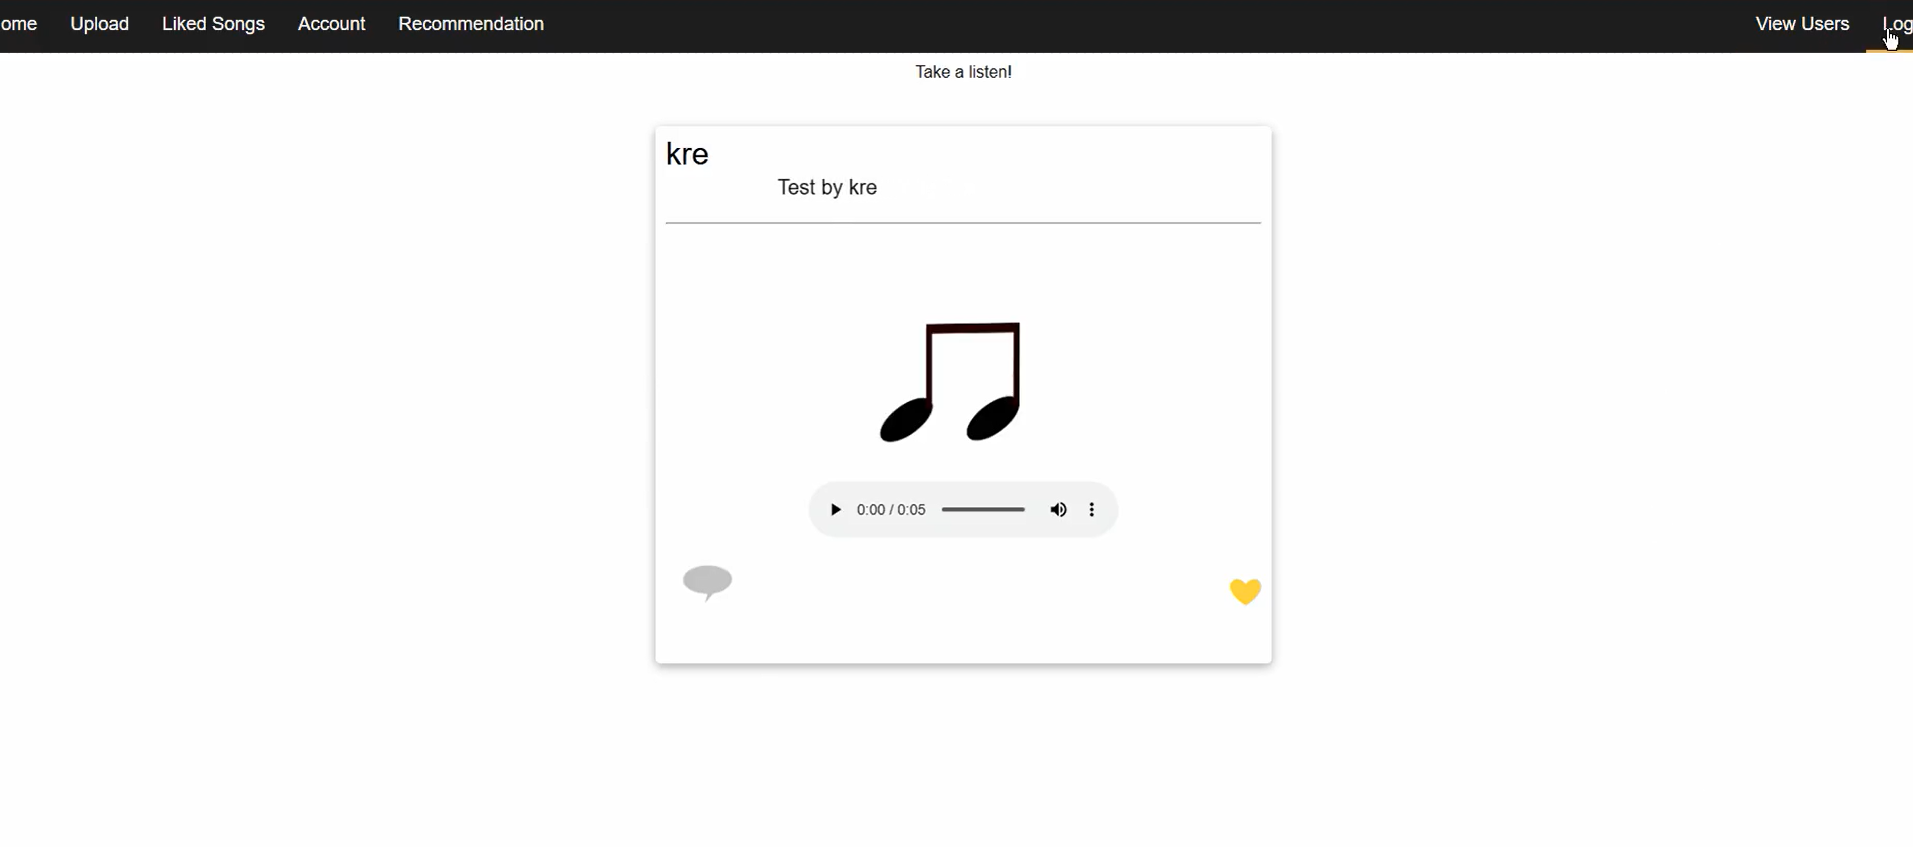 ome Upload Liked Songs Account Recommendation View Users Log
Take a listen!
kre
Test by kre
0:00 / 0:05